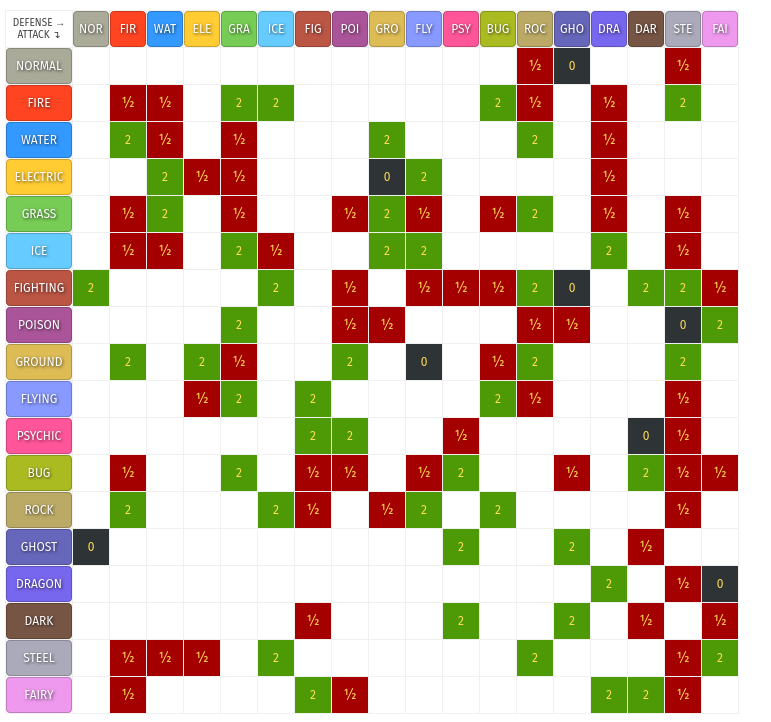 DEFENSE → NOR FIR WAT ELE GRA ICE FIG POI GRO FLY PSY BUG ROC GHO DRA DAR STE FAI
ATTACK ↴
NORMAL ½ 0 ½
FIRE ½ ½ 2 2 2 ½ ½ 2
WATER 2 ½ ½ 2 2 ½
ELECTRIC 2 ½ ½ 0 2 ½
GRASS ½ 2 ½ ½ 2 ½ ½ 2 ½ ½
ICE ½ ½ 2 ½ 2 2 2 ½
FIGHTING 2 2 ½ ½ ½ ½ 2 0 2 2 ½
POISON 2 ½ ½ ½ ½ 0 2
GROUND 2 2 ½ 2 0 ½ 2 2
FLYING ½ 2 2 2 ½ ½
PSYCHIC 2 2 ½ 0 ½
BUG ½ 2 ½ ½ ½ 2 ½ 2 ½ ½
ROCK 2 2 ½ ½ 2 2 ½
GHOST 0 2 2 ½
DRAGON 2 ½ 0
DARK ½ 2 2 ½ ½
STEEL ½ ½ ½ 2 2 ½ 2
FAIRY ½ 2 ½ 2 2 ½